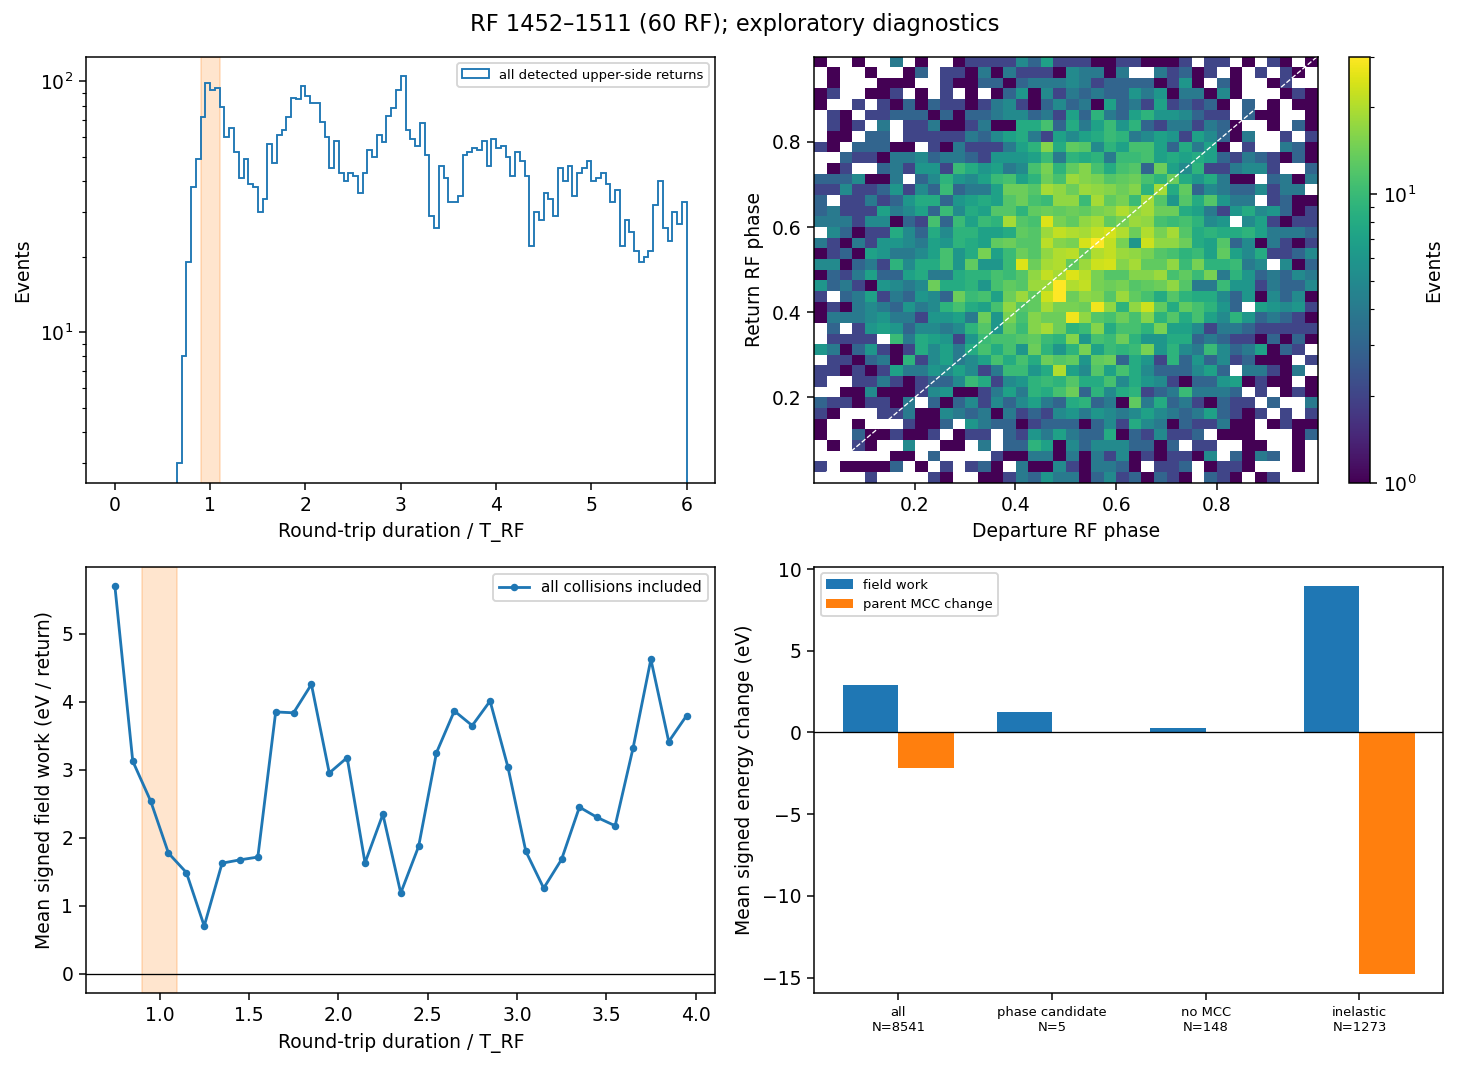 RF 1452–1511 (60 RF); exploratory diagnostics
all detected upper-side returns
10²
10¹
Events
0 1 2 3 4 5 6
Round-trip duration / T_RF
0.8
0.6
0.4
0.2
Return RF phase
0.2 0.4 0.6 0.8
Departure RF phase
10¹
10⁰
Events
all collisions included
5
4
3
2
1
0
Mean signed field work (eV / return)
1.0 1.5 2.0 2.5 3.0 3.5 4.0
Round-trip duration / T_RF
field work
parent MCC change
10
5
0
−5
−10
−15
Mean signed energy change (eV)
all phase candidate no MCC inelastic
N=8541 N=5 N=148 N=1273